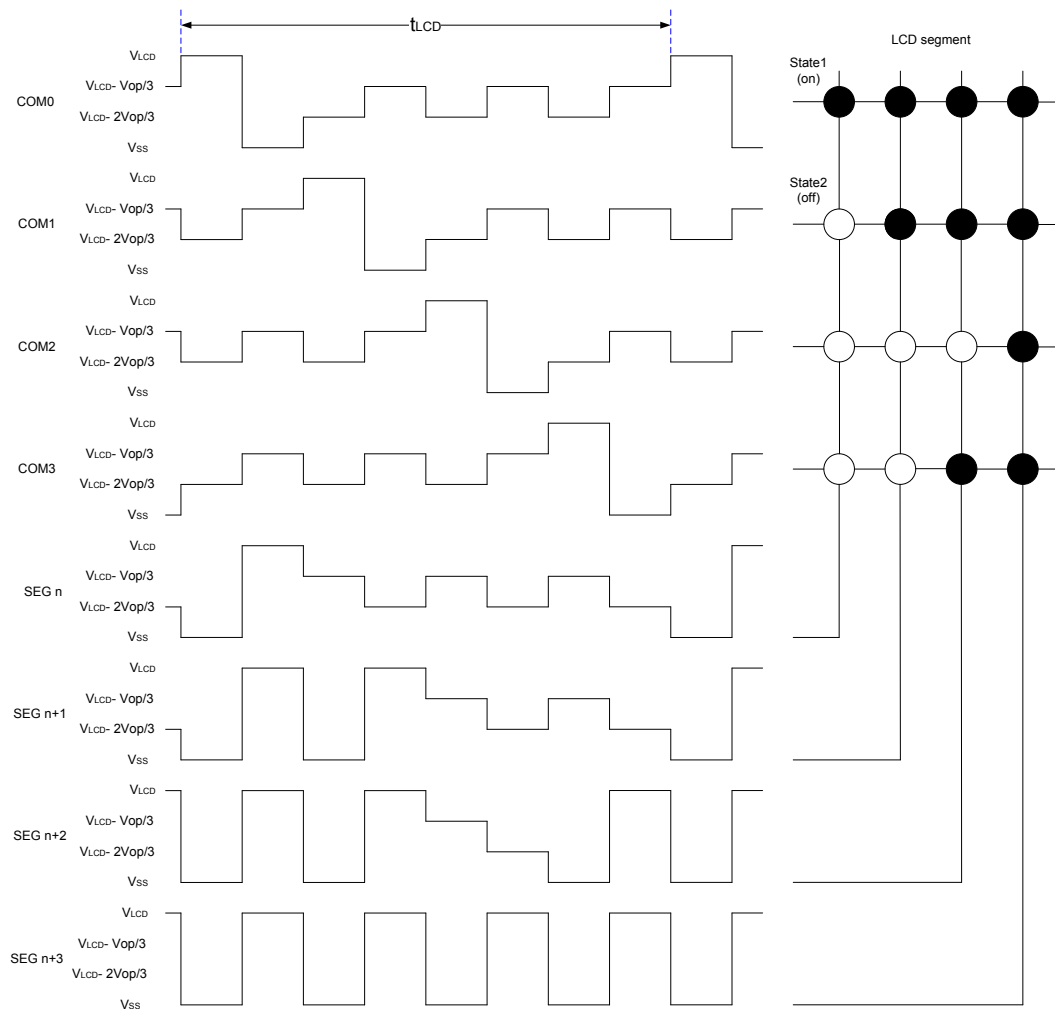 tLCD
LCD segment
State1
(on)
State2
(off)
COM0
VLCD
VLCD- Vop/3
VLCD- 2Vop/3
VSS
COM1
VLCD
VLCD- Vop/3
VLCD- 2Vop/3
VSS
COM2
VLCD
VLCD- Vop/3
VLCD- 2Vop/3
VSS
COM3
VLCD
VLCD- Vop/3
VLCD- 2Vop/3
VSS
SEG n
VLCD
VLCD- Vop/3
VLCD- 2Vop/3
VSS
SEG n+1
VLCD
VLCD- Vop/3
VLCD- 2Vop/3
VSS
SEG n+2
VLCD
VLCD- Vop/3
VLCD- 2Vop/3
VSS
SEG n+3
VLCD
VLCD- Vop/3
VLCD- 2Vop/3
VSS